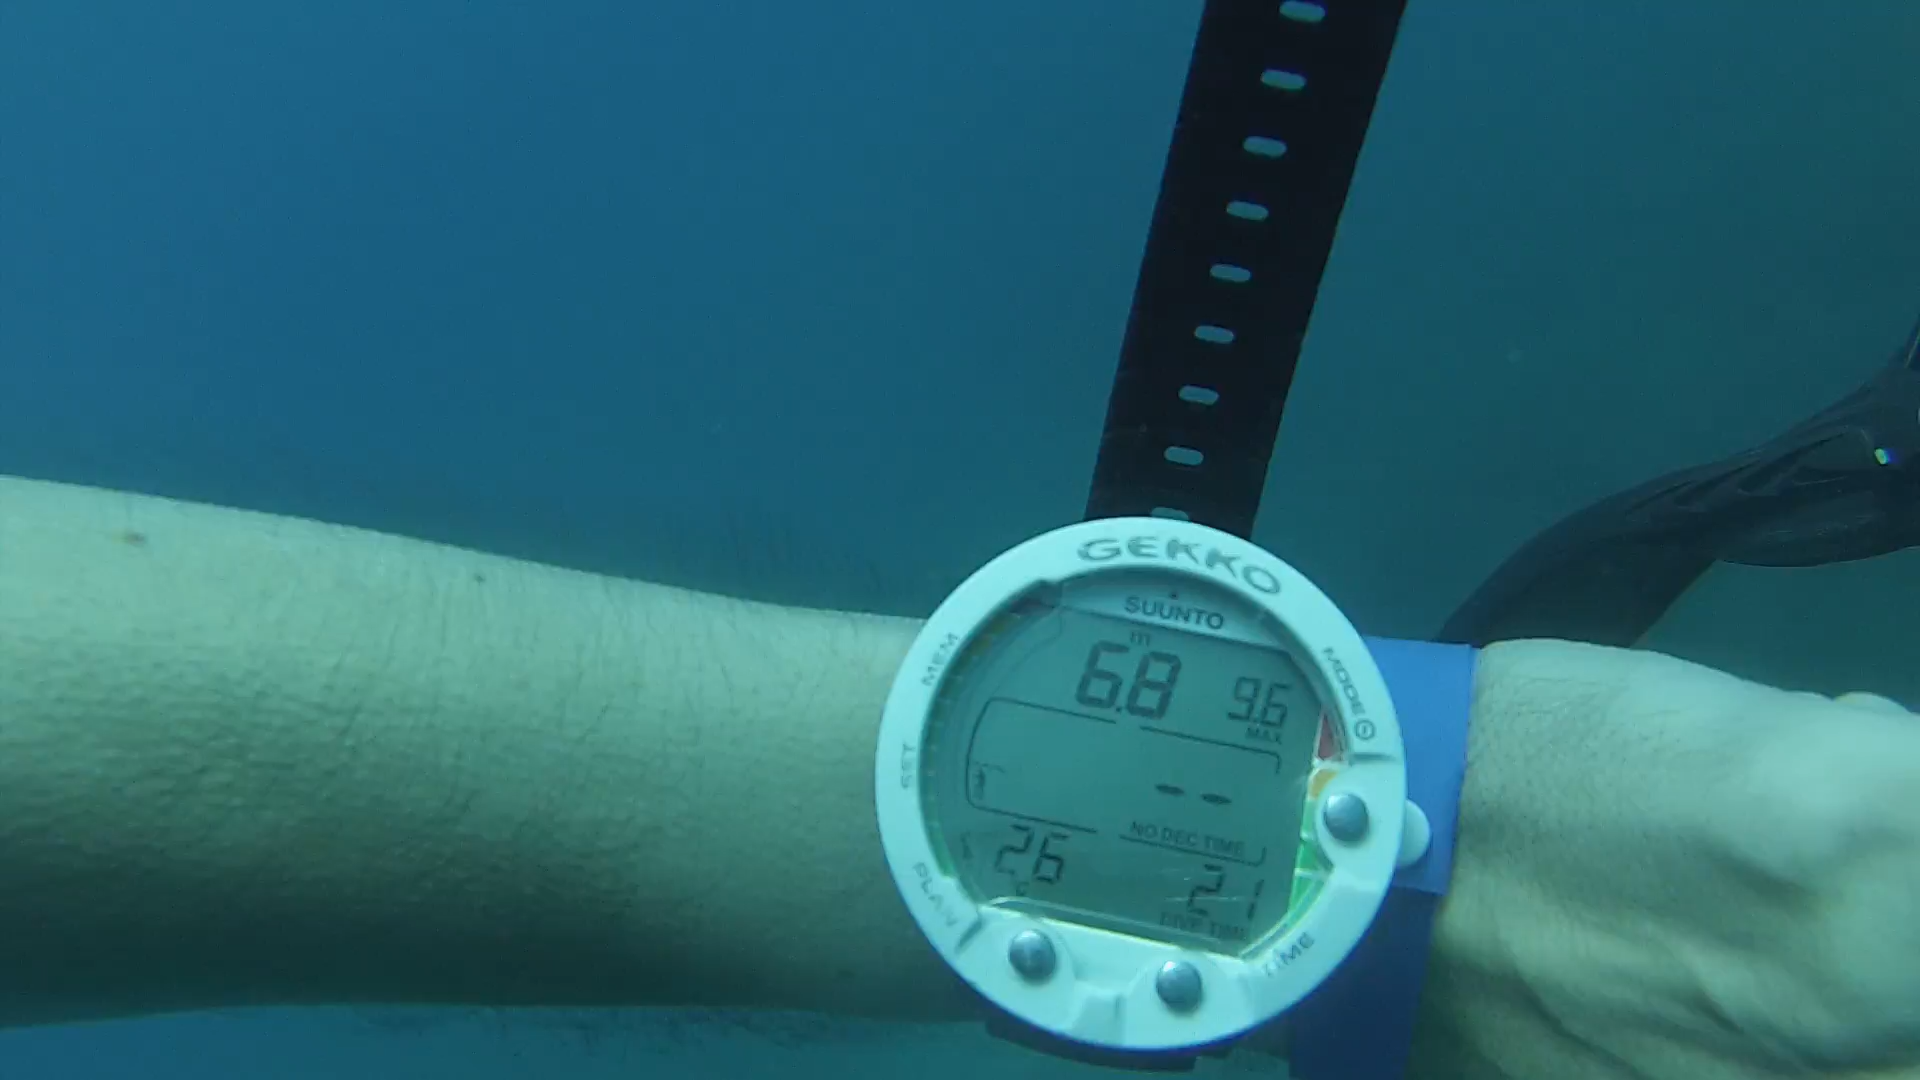 GEKKO
SUUNTO
MEM
m
6.8
9.6
MAX
MODE
SET
--
NO DEC TIME
26
C
21
DIVE TIME
PLAN
TIME